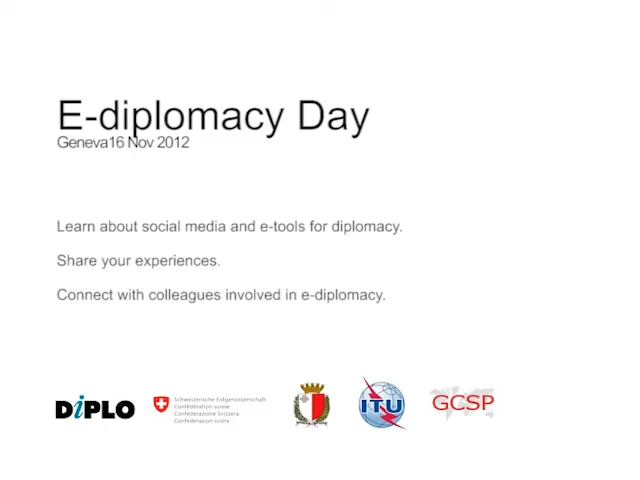 E-diplomacy Day
Geneva16 Nov 2012
Learn about social media and e-tools for diplomacy.
Share your experiences.
Connect with colleagues involved in e-diplomacy.
DiPLO
Schweizerische Eidgenossenschaft
Confédération suisse
Confederazione Svizzera
Confederaziun svizra
ITU
GCSP